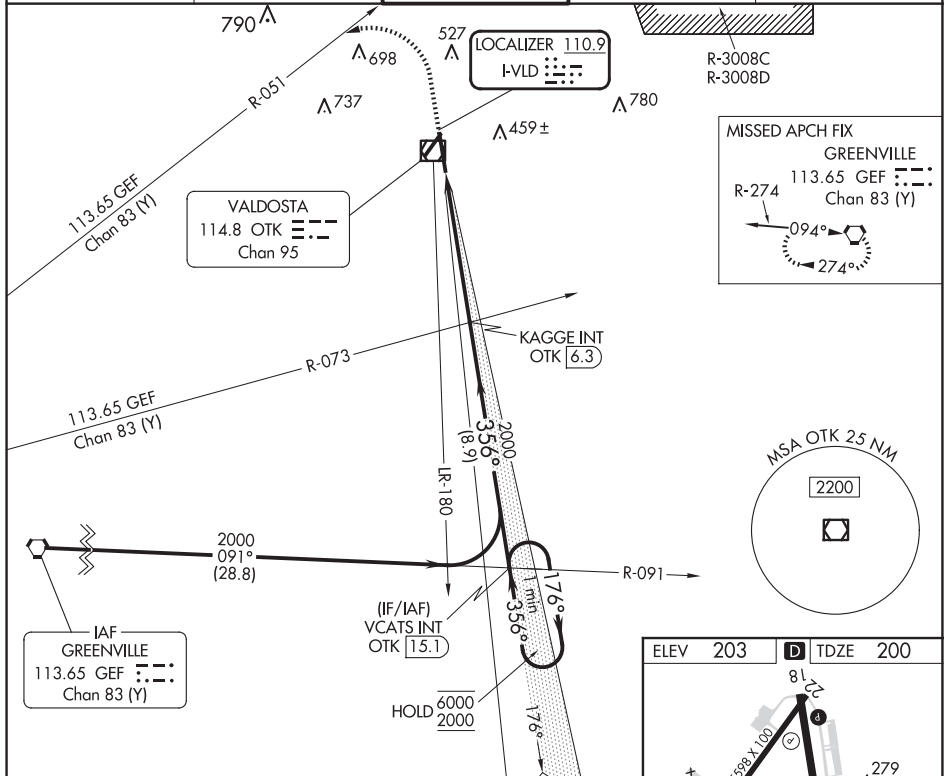 790
698
527
LOCALIZER 110.9
I-VLD
R-3008C
R-3008D
R-051
737
780
459 ±
MISSED APCH FIX
GREENVILLE
113.65 GEF
Chan 83 (Y)
R-274
094°
274°
113.65 GEF
Chan 83 (Y)
VALDOSTA
114.8 OTK
Chan 95
KAGGE INT
OTK 6.3
R-073
113.65 GEF
Chan 83 (Y)
2000
356°
(8.9)
LR-180
MSA OTK 25 NM
2200
2000
091°
(28.8)
R-091
176°
1 min
356°
(IF/IAF)
VCATS INT
OTK 15.1
IAF
GREENVILLE
113.65 GEF
Chan 83 (Y)
HOLD 6000
2000
176°
ELEV 203 D TDZE 200
18
22
P
P
598 X 100
279